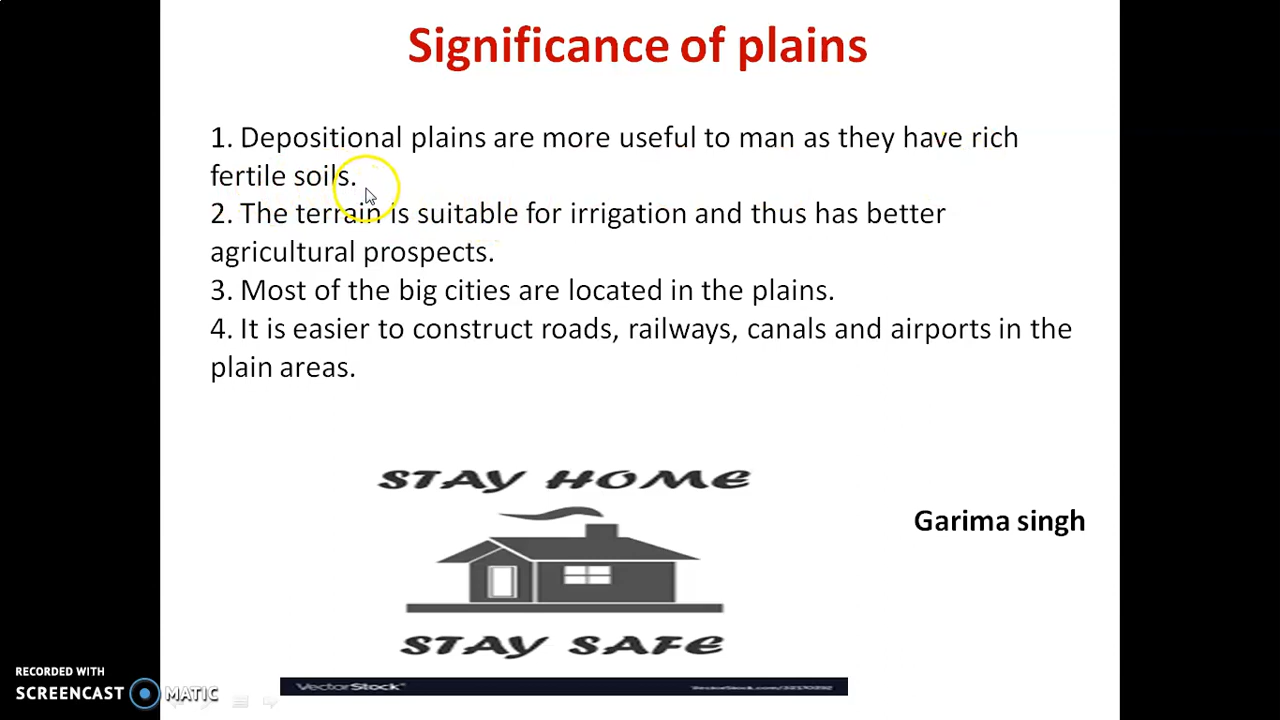 Significance of plains
1. Depositional plains are more useful to man as they have rich
fertile soils.
2. The terrain is suitable for irrigation and thus has better
agricultural prospects.
3. Most of the big cities are located in the plains.
4. It is easier to construct roads, railways, canals and airports in the
plain areas.
STAY HOME
Garima singh
STAY SAFE
RECORDED WITH
SCREENCAST MATIC
VectorStock®